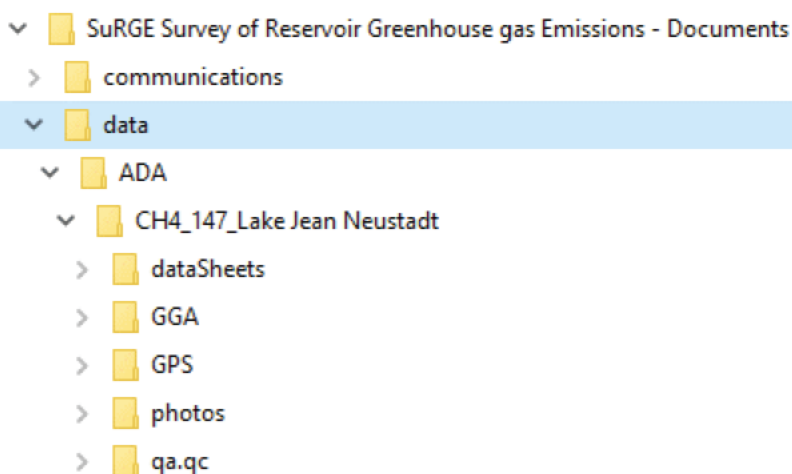 SuRGE Survey of Reservoir Greenhouse gas Emissions - Documents
communications
data
ADA
CH4_147_Lake Jean Neustadt
dataSheets
GGA
GPS
photos
qa.qc